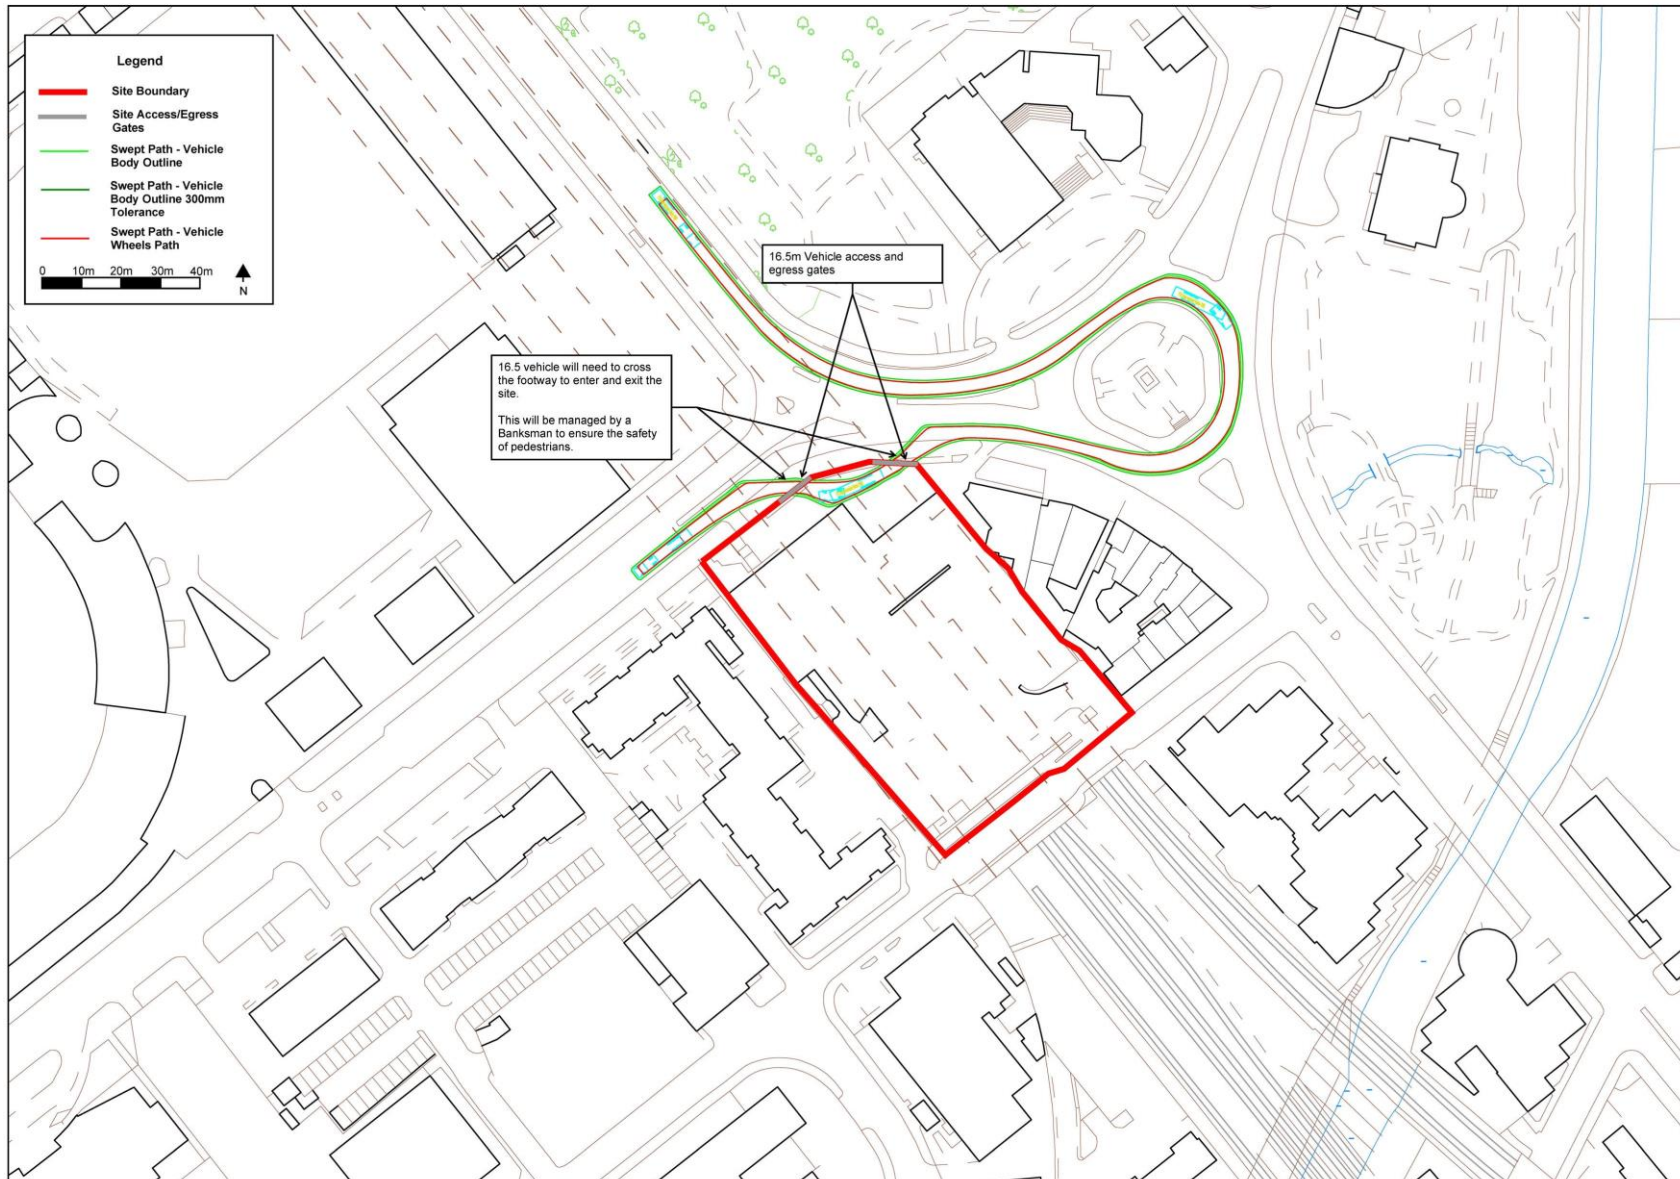 Legend
Site Boundary
Site Access/Egress
Gates
Swept Path - Vehicle
Body Outline
Swept Path - Vehicle
Body Outline 300mm
Tolerance
Swept Path - Vehicle
Wheels Path
0 10m 20m 30m 40m
N
16.5m Vehicle access and
egress gates
16.5 vehicle will need to cross
the footway to enter and exit the
site.
This will be managed by a
Banksman to ensure the safety
of pedestrians.